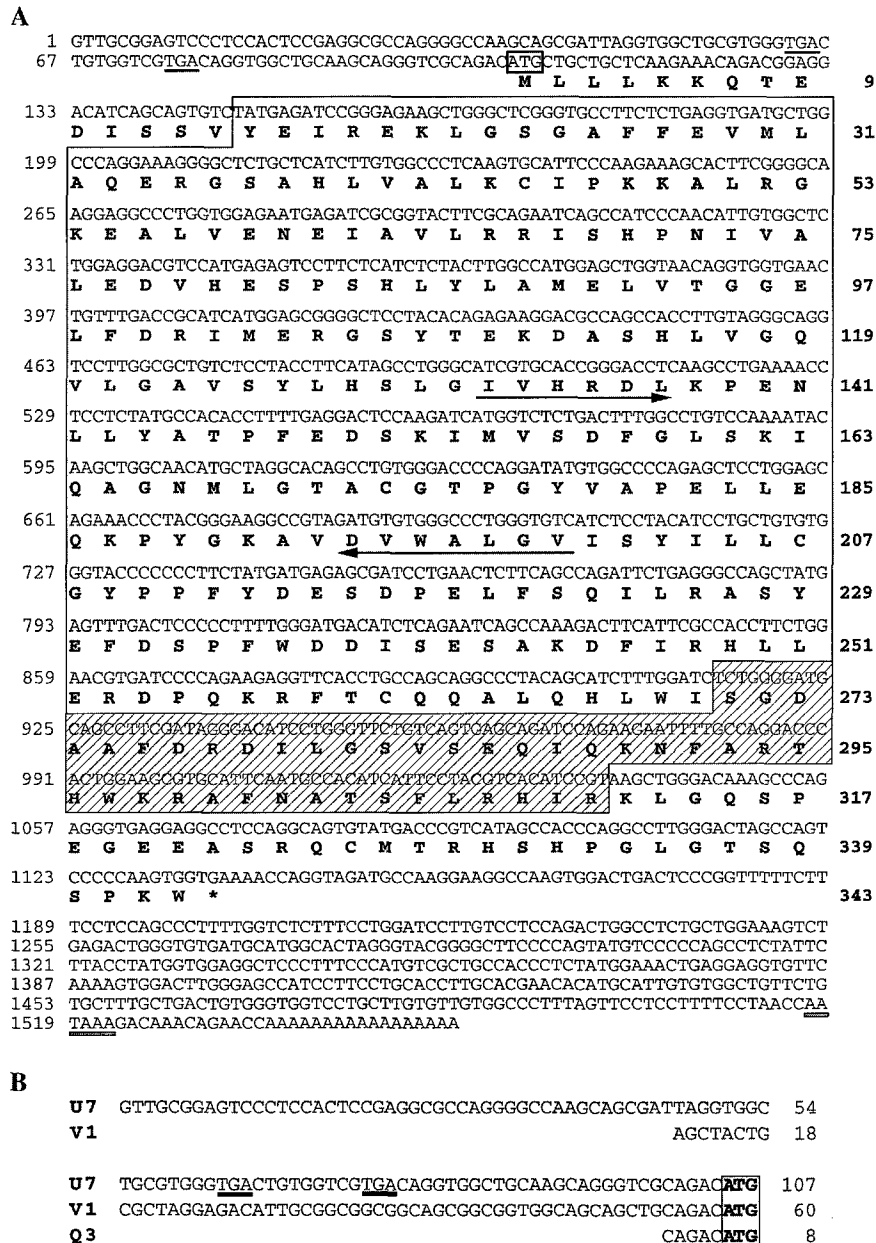 A
1 GTTGCGGAGTCCCTCCACTCCGAGGCGCCAGGGGCCAAGCAGCGATTAGGTGGCTGCGTGGGTGAC
67 TGTGGTCGTGACAGGTGGCTGCAAGCAGGGTCGCAGACATGCTGCTGCTCAAGAAACAGACGGAGG
M L L L K K Q T E 9
133 ACATCAGCAGTGTCTATGAGATCCGGGAGAAGCTGGGCTCGGGTGCCTTCTCTGAGGTGATGCTGG
D I S S V Y E I R E K L G S G A F F E V M L 31
199 CCCAGGAAAGGGGCTCTGCTCATCTTGTGGCCCTCAAGTGCATTCCCAAGAAAGCACTTCGGGGCA
A Q E R G S A H L V A L K C I P K K A L R G 53
265 AGGAGGCCCTGGTGGAGAATGAGATCGCGGTACTTCGCAGAATCAGCCATCCCAACATTGTGGCTC
K E A L V E N E I A V L R R I S H P N I V A 75
331 TGGAGGACGTCCATGAGAGTCCTTCTCATCTCTACTTGGCCATGGAGCTGGTAACAGGTGGTGAAC
L E D V H E S P S H L Y L A M E L V T G G E 97
397 TGTTTGACCGCATCATGGAGCGGGGCTCCTACACAGAGAAGGACGCCAGCCACCTTGTAGGGCAGG
L F D R I M E R G S Y T E K D A S H L V G Q 119
463 TCCTTGGCGCTGTCTCCTACCTTCATAGCCTGGGCATCGTGCACCGGGACCTCAAGCCTGAAAACC
V L G A V S Y L H S L G I V H R D L K P E N 141
529 TCCTCTATGCCACACCTTTTGAGGACTCCAAGATCATGGTCTCTGACTTTGGCCTGTCCAAAATAC
L L Y A T P F E D S K I M V S D F G L S K I 163
595 AAGCTGGCAACATGCTAGGCACAGCCTGTGGGACCCCAGGATATGTGGCCCCAGAGCTCCTGGAGC
Q A G N M L G T A C G T P G Y V A P E L L E 185
661 AGAAACCCTACGGGAAGGCCGTAGATGTGTGGGCCCTGGGTGTCATCTCCTACATCCTGCTGTGTG
Q K P Y G K A V D V W A L G V I S Y I L L C 207
727 GGTACCCCCCCTTCTATGATGAGAGCGATCCTGAACTCTTCAGCCAGATTCTGAGGGCCAGCTATG
G Y P P F Y D E S D P E L F S Q I L R A S Y 229
793 AGTTTGACTCCCCCTTTTGGGATGACATCTCAGAATCAGCCAAAGACTTCATTCGCCACCTTCTGG
E F D S P F W D D I S E S A K D F I R H L L 251
859 AACGTGATCCCCAGAAGAGGTTCACCTGCCAGCAGGCCCTACAGCATCTTTGGATCTCTGGGGATG
E R D P Q K R F T C Q Q A L Q H L W I S G D 273
925 CAGCCTTCGATAGGGACATCCTGGGTTCTGTCAGTGAGCAGATCCAGAAGAATTTTGCCAGGACCC
A A F D R D I L G S V S E Q I Q K N F A R T 295
991 ACTGGAAGCGTGCATTCAATGCCACATCATTCCTACGTCACATCCGTAAGCTGGGACAAAGCCCAG
H W K R A F N A T S F L R H I R K L G Q S P 317
1057 AGGGTGAGGAGGCCTCCAGGCAGTGTATGACCCGTCATAGCCACCCAGGCCTTGGGACTAGCCAGT
E G E E A S R Q C M T R H S H P G L G T S Q 339
1123 CCCCCAAGTGGTGAAAACCAGGTAGATGCCAAGGAAGGCCAAGTGGACTGACTCCCGGTTTTTCTT
S P K W * 343
1189 TCCTCCAGCCCTTTTGGTCTCTTTCCTGGATCCTTGTCCTCCAGACTGGCCTCTGCTGGAAAGTCT
1255 GAGACTGGGTGTGATGCATGGCACTAGGGTACGGGGCTTCCCCAGTATGTCCCCCAGCCTCTATTC
1321 TTACCTATGGTGGAGGCTCCCTTTCCCATGTCGCTGCCACCCTCTATGGAAACTGAGGAGGTGTTC
1387 AAAAGTGGACTTGGGAGCCATCCTTCCTGCACCTTGCACGAACACATGCATTGTGTGGCTGTTCTG
1453 TGCTTTGCTGACTGTGGGTGGTCCTGCTTGTGTTGTGGCCCTTTAGTTCCTCCTTTTCCTAACCAA
1519 TAAAGACAAACAGAACCAAAAAAAAAAAAAAAA
B
U7 GTTGCGGAGTCCCTCCACTCCGAGGCGCCAGGGGCCAAGCAGCGATTAGGTGGC 54
V1 AGCTACTG 18
U7 TGCGTGGGTGACTGTGGTCGTGACAGGTGGCTGCAAGCAGGGTCGCAGACATG 107
V1 CGCTAGGAGACATTGCGGCGGCGGCAGCGGCGGTGGCAGCAGCTGCAGACATG 60
Q3 CAGACATG 8